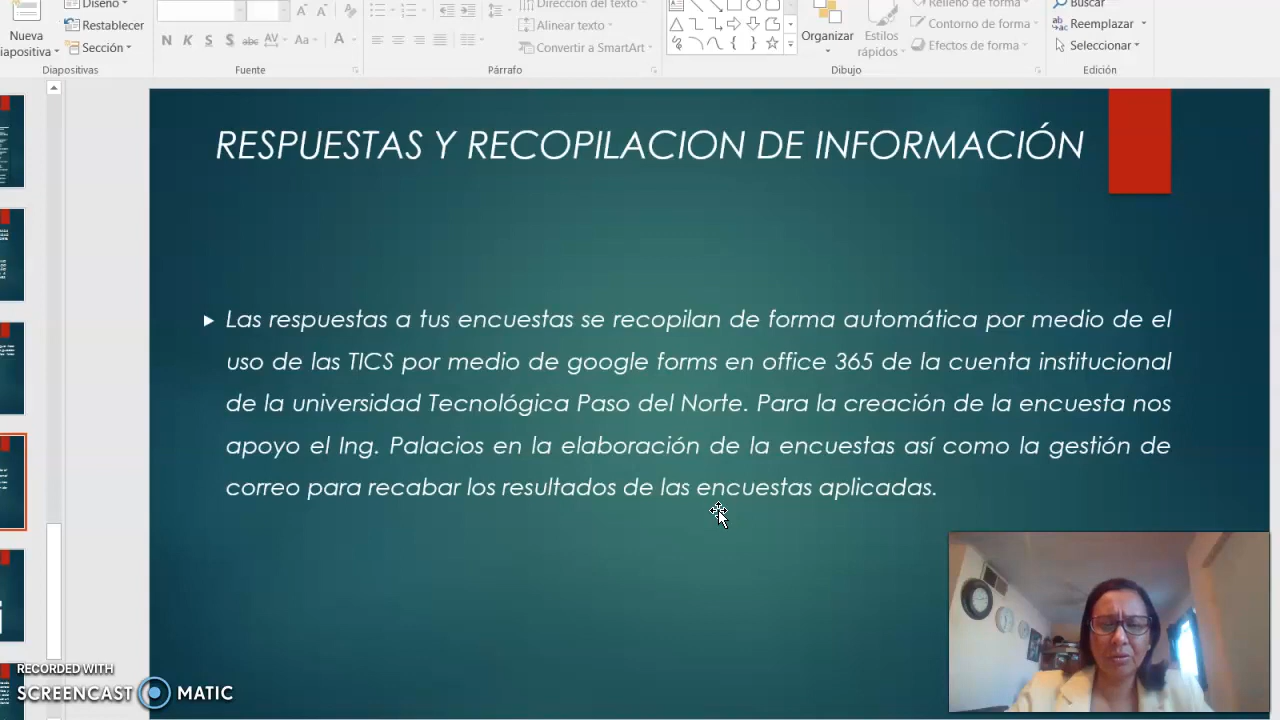 Diseño
Dirección del texto
Relleno de forma
Buscar
Nueva
Restablecer
Alinear texto
Contorno de forma
Reemplazar
Organizar
Estilos
rápidos
N K S S abc AV Aa A
Sección
Convertir a SmartArt
Efectos de forma
Seleccionar
Diapositivas
Fuente
Párrafo
Dibujo
Edición
RESPUESTAS Y RECOPILACION DE INFORMACIÓN
Las respuestas a tus encuestas se recopilan de forma automática por medio de el
uso de las TICS por medio de google forms en office 365 de la cuenta institucional
de la universidad Tecnológica Paso del Norte. Para la creación de la encuesta nos
apoyo el Ing. Palacios en la elaboración de la encuestas así como la gestión de
correo para recabar los resultados de las encuestas aplicadas.
RECORDED WITH
SCREENCAST MATIC